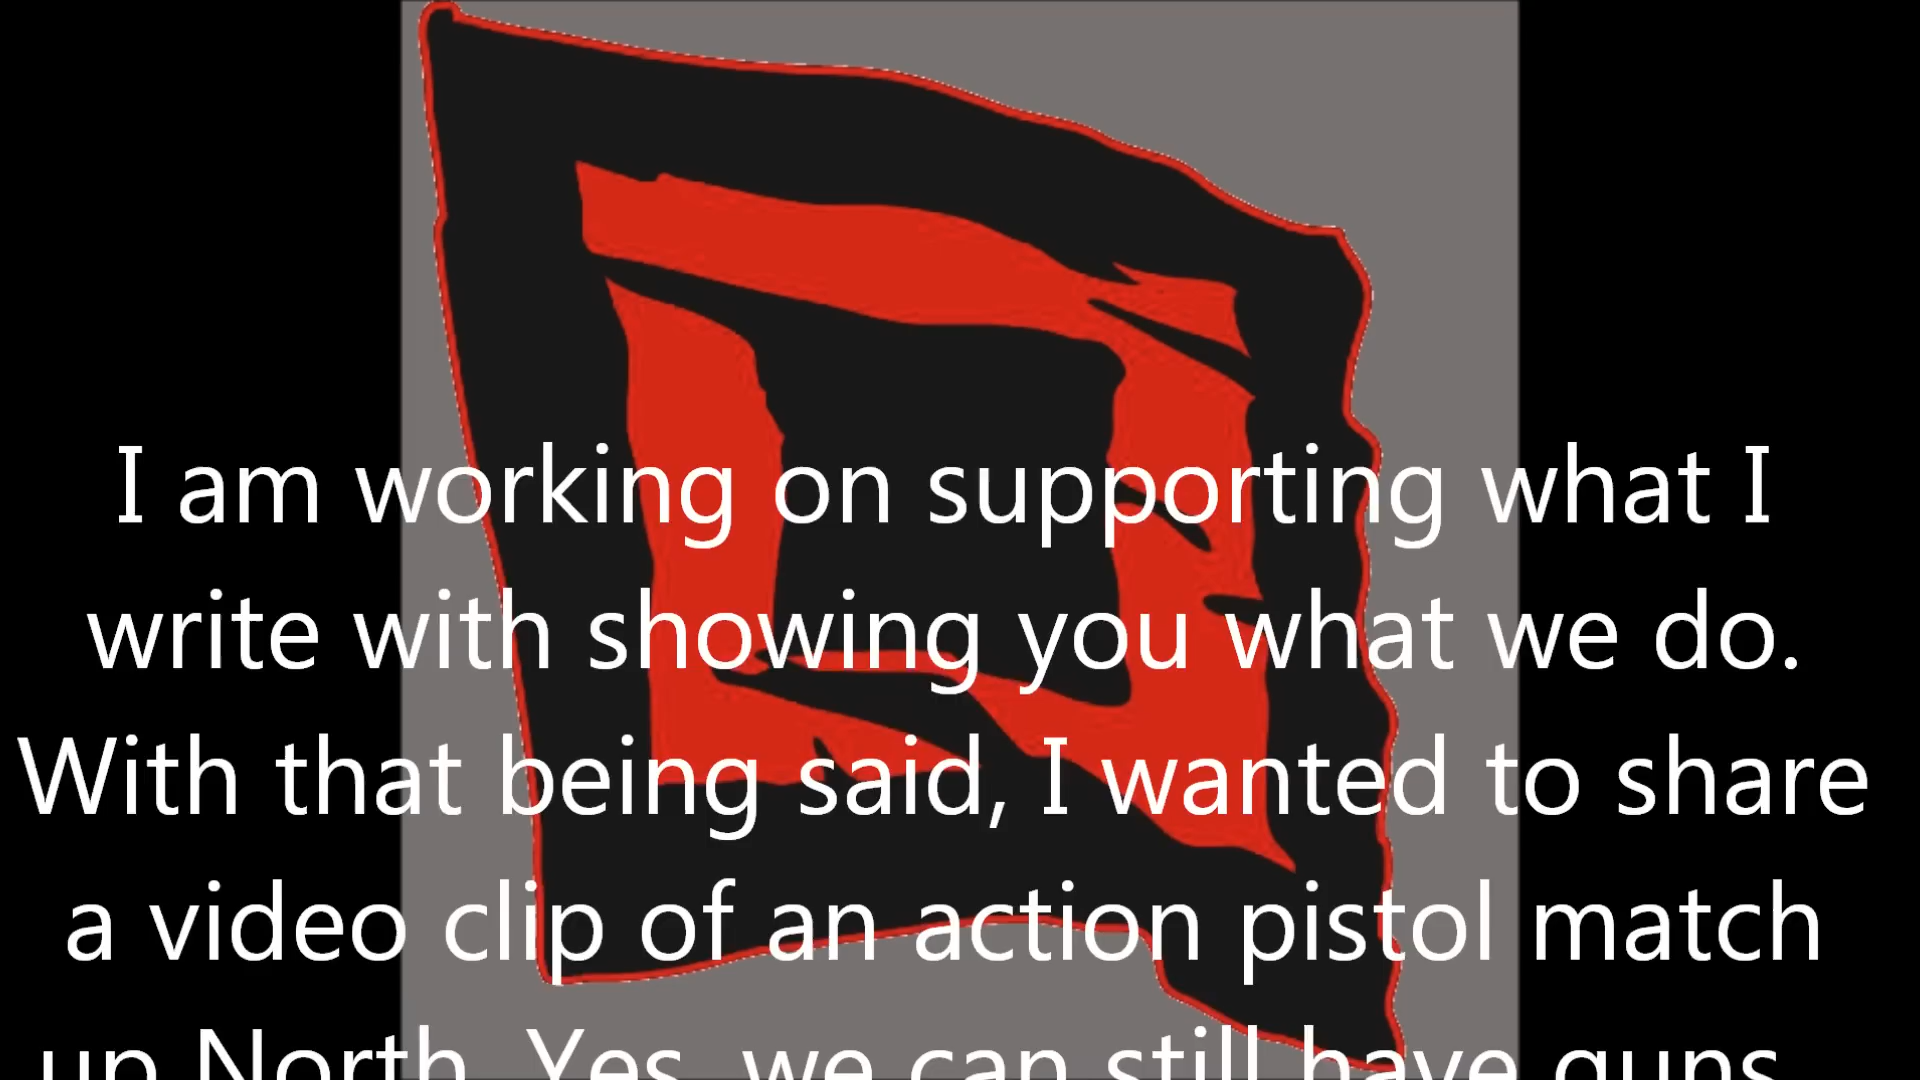 I am working on supporting what I
write with showing you what we do.
With that being said, I wanted to share
a video clip of an action pistol match
up North. Yes, we can still have guns